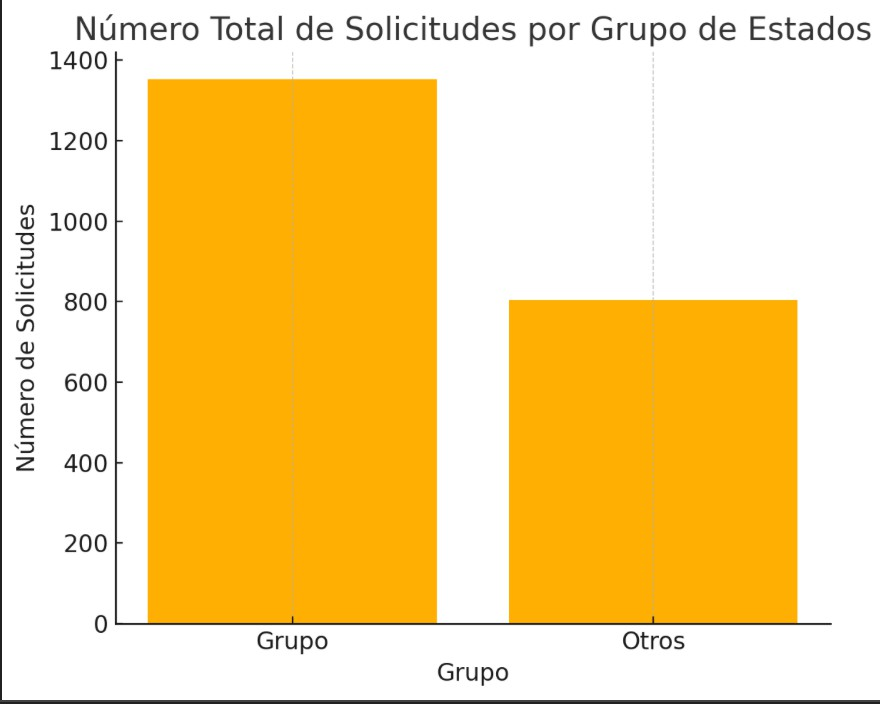 Número Total de Solicitudes por Grupo de Estados
Número de Solicitudes
1400
1200
1000
800
600
400
200
0
Grupo
Otros
Grupo